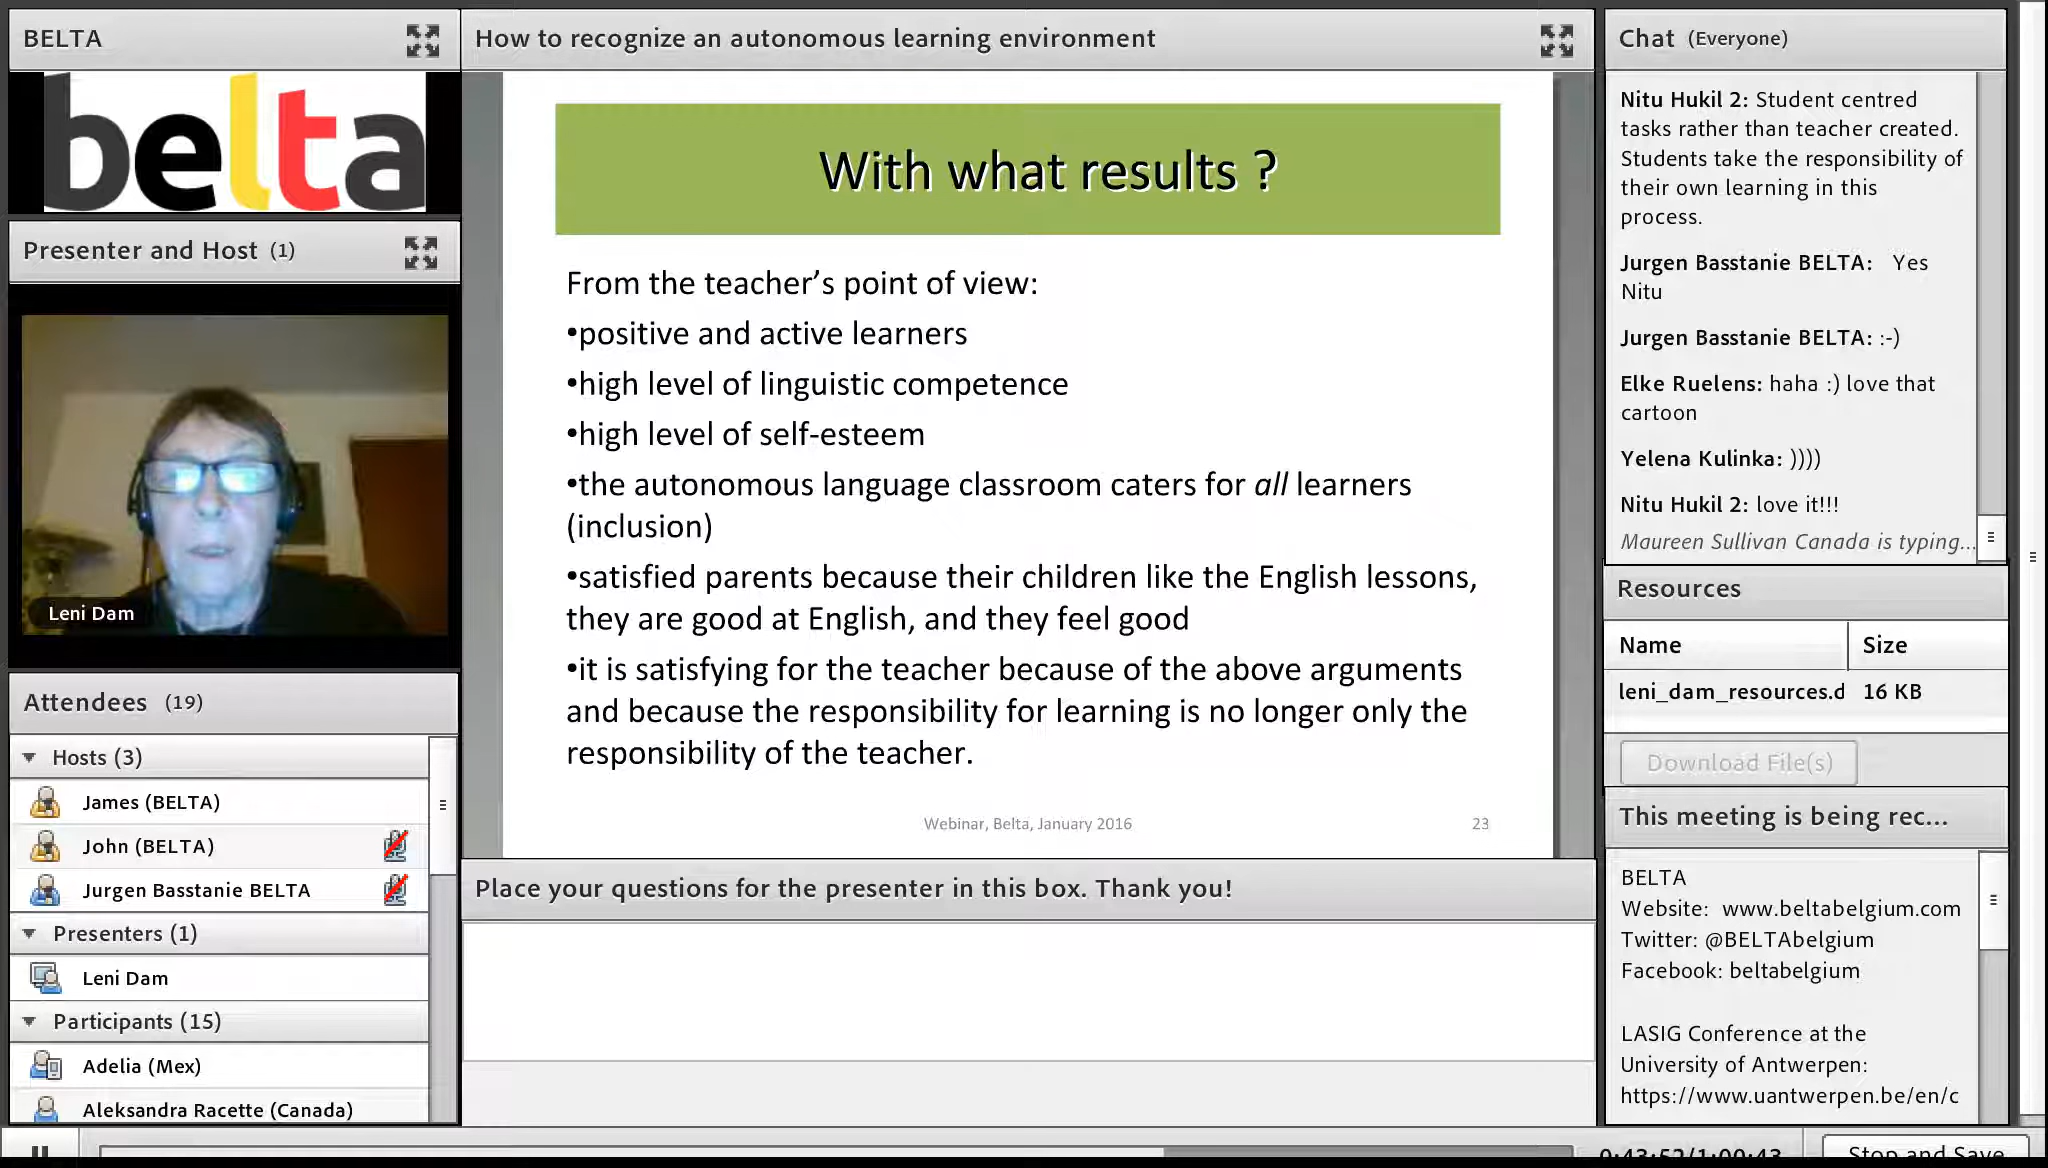 BELTA
belta
Presenter and Host (1)
Leni Dam
Attendees (19)
Hosts (3)
James (BELTA)
John (BELTA)
Jurgen Basstanie BELTA
Presenters (1)
Leni Dam
Participants (15)
Adelia (Mex)
Aleksandra Racette (Canada)
How to recognize an autonomous learning environment
With what results ?
From the teacher’s point of view:
•positive and active learners
•high level of linguistic competence
•high level of self-esteem
•the autonomous language classroom caters for all learners
(inclusion)
•satisfied parents because their children like the English lessons,
they are good at English, and they feel good
•it is satisfying for the teacher because of the above arguments
and because the responsibility for learning is no longer only the
responsibility of the teacher.
Webinar, Belta, January 2016 23
Place your questions for the presenter in this box. Thank you!
Chat (Everyone)
Nitu Hukil 2: Student centred
tasks rather than teacher created.
Students take the responsibility of
their own learning in this
process.
Jurgen Basstanie BELTA: Yes
Nitu
Jurgen Basstanie BELTA: :-)
Elke Ruelens: haha :) love that
cartoon
Yelena Kulinka: ))))
Nitu Hukil 2: love it!!!
Maureen Sullivan Canada is typing...
Resources
Name Size
leni_dam_resources.d 16 KB
Download File(s)
This meeting is being rec...
BELTA
Website: www.beltabelgium.com
Twitter: @BELTAbelgium
Facebook: beltabelgium
LASIG Conference at the
University of Antwerpen:
https://www.uantwerpen.be/en/c
0:43:52/1:00:43
Stop and Save